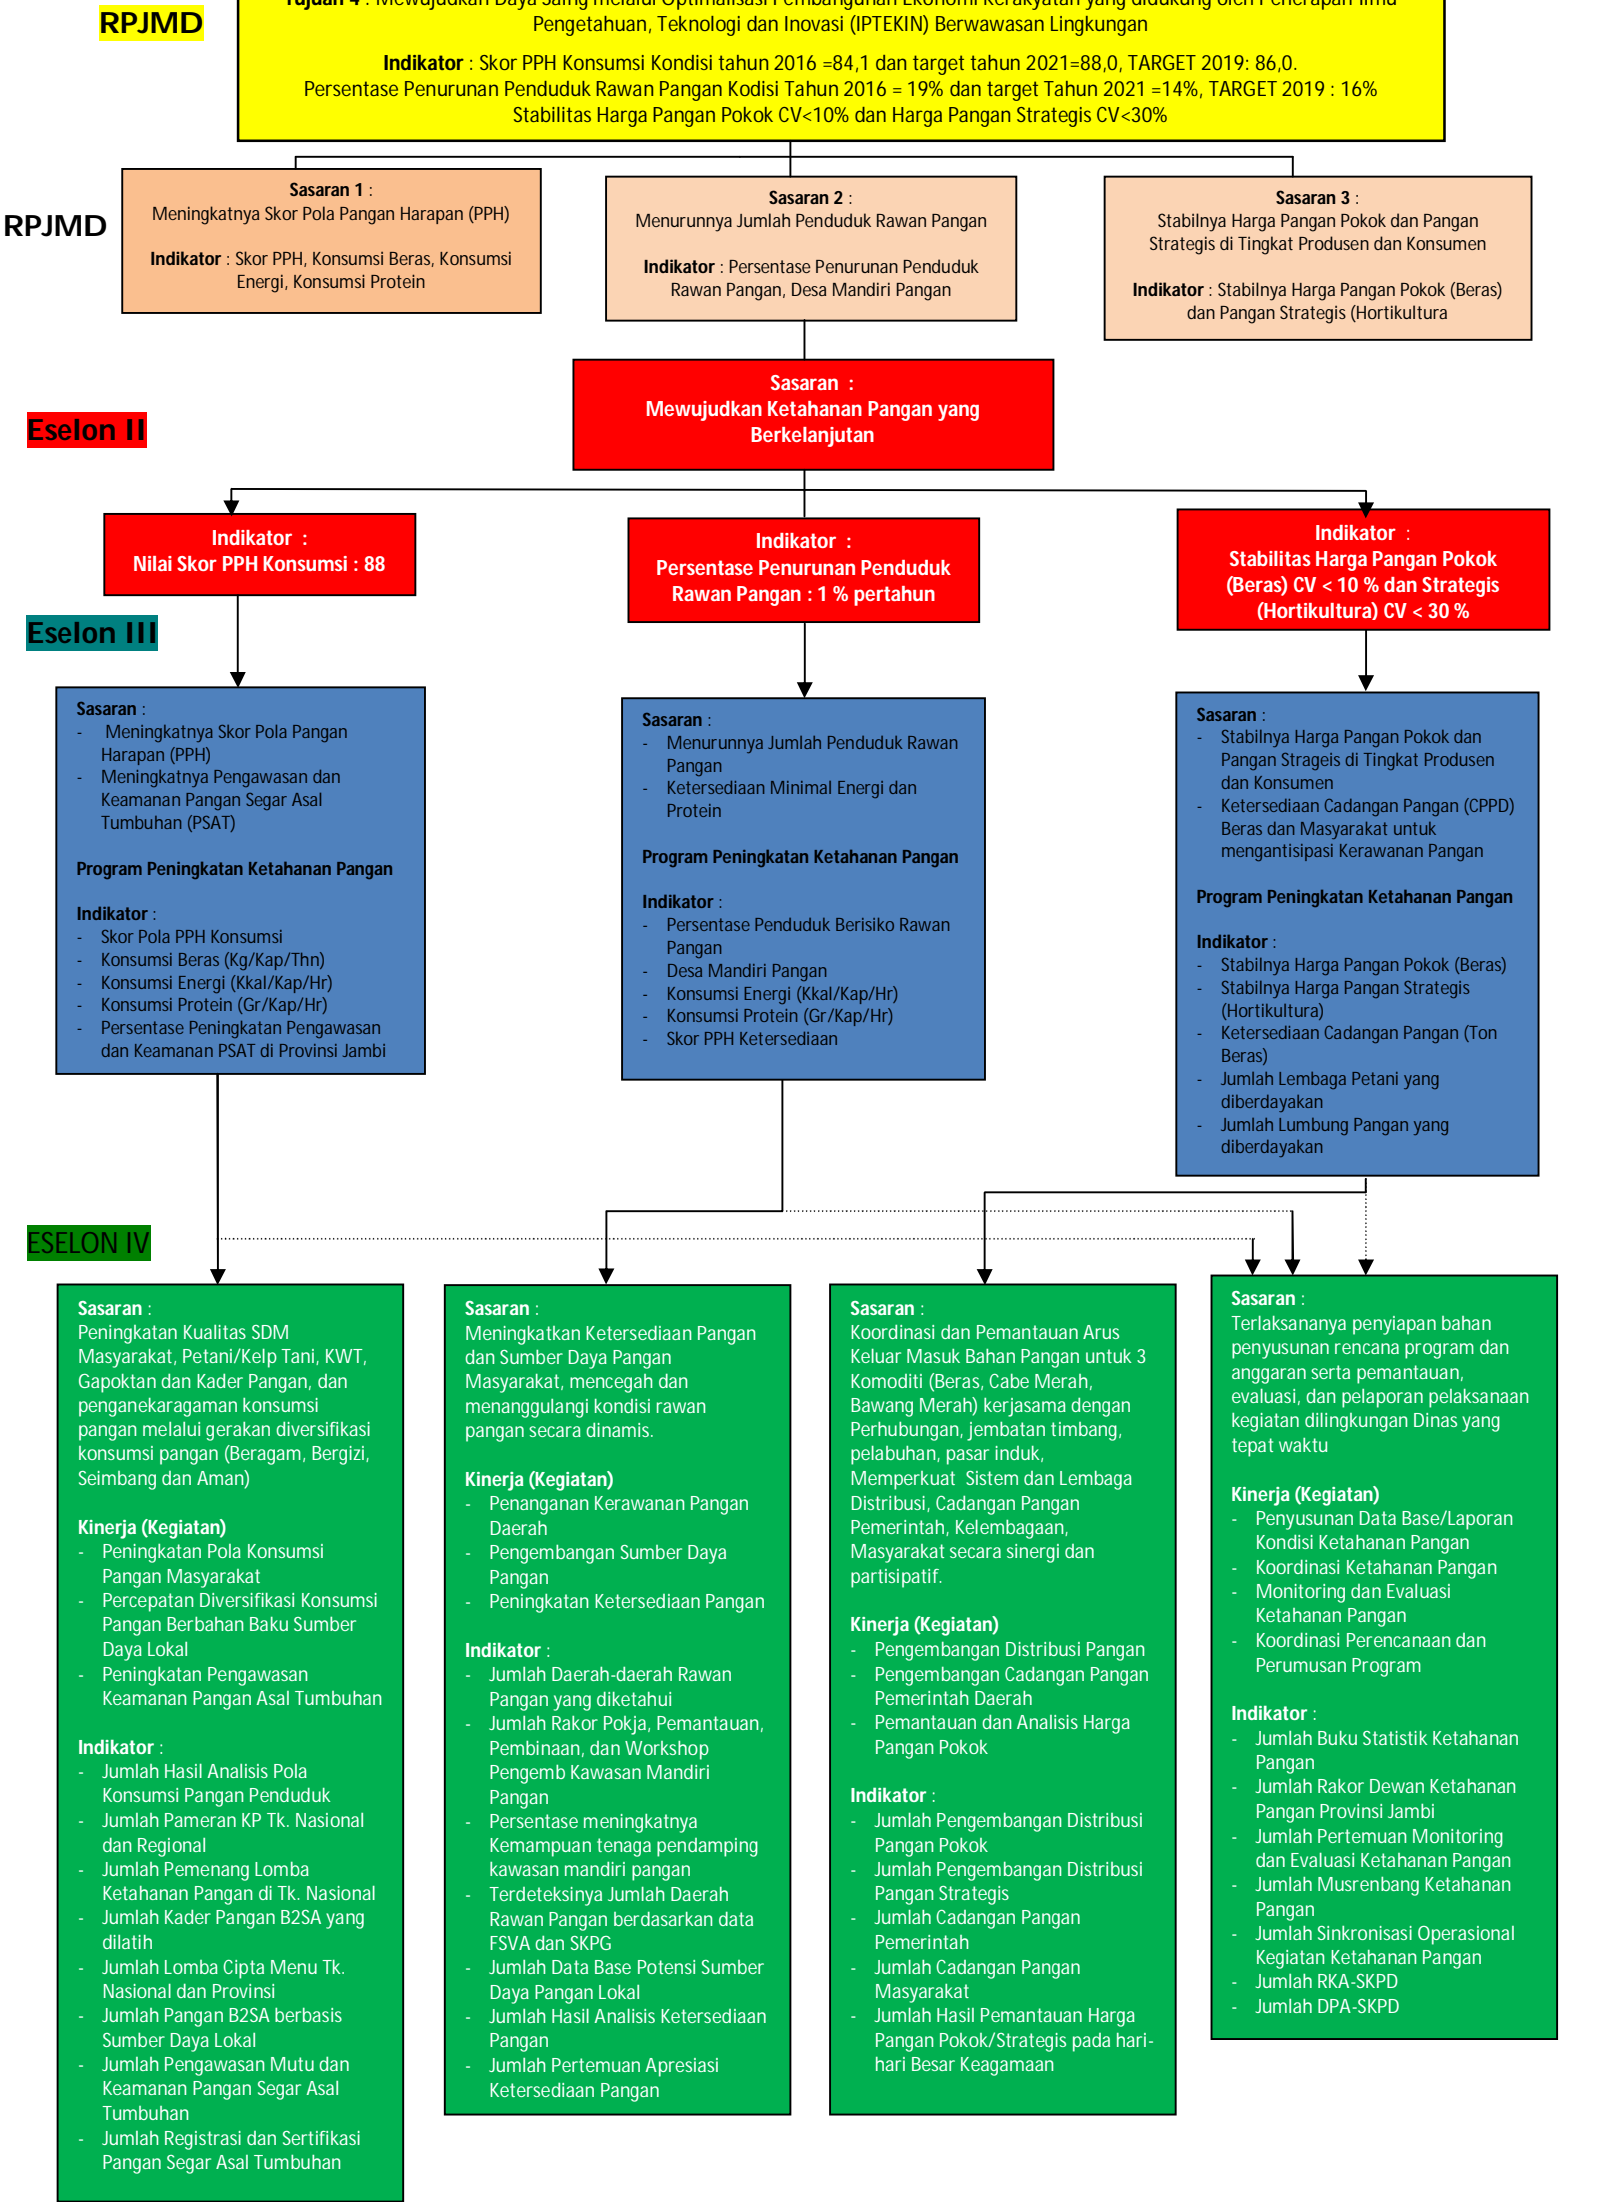 Tujuan 4 : Mewujudkan Daya Saing melalui Optimalisasi Pembangunan Ekonomi Kerakyatan yang didukung oleh Penerapan Ilmu
Pengetahuan, Teknologi dan Inovasi (IPTEKIN) Berwawasan Lingkungan
RPJMD
Indikator : Skor PPH Konsumsi Kondisi tahun 2016 =84,1 dan target tahun 2021=88,0, TARGET 2019: 86,0.
Persentase Penurunan Penduduk Rawan Pangan Kodisi Tahun 2016 = 19% dan target Tahun 2021 =14%, TARGET 2019 : 16%
Stabilitas Harga Pangan Pokok CV<10% dan Harga Pangan Strategis CV<30%
RPJMD
Sasaran 1 :
Meningkatnya Skor Pola Pangan Harapan (PPH)
Indikator : Skor PPH, Konsumsi Beras, Konsumsi
Energi, Konsumsi Protein
Sasaran 2 :
Menurunnya Jumlah Penduduk Rawan Pangan
Indikator : Persentase Penurunan Penduduk
Rawan Pangan, Desa Mandiri Pangan
Sasaran 3 :
Stabilnya Harga Pangan Pokok dan Pangan
Strategis di Tingkat Produsen dan Konsumen
Indikator : Stabilnya Harga Pangan Pokok (Beras)
dan Pangan Strategis (Hortikultura
Eselon II
Sasaran :
Mewujudkan Ketahanan Pangan yang
Berkelanjutan
Indikator :
Nilai Skor PPH Konsumsi : 88
Indikator :
Persentase Penurunan Penduduk
Rawan Pangan : 1 % pertahun
Indikator :
Stabilitas Harga Pangan Pokok
(Beras) CV < 10 % dan Strategis
(Hortikultura) CV < 30 %
Eselon III
Sasaran :
- Meningkatnya Skor Pola Pangan
Harapan (PPH)
- Meningkatnya Pengawasan dan
Keamanan Pangan Segar Asal
Tumbuhan (PSAT)
Program Peningkatan Ketahanan Pangan
Indikator :
- Skor Pola PPH Konsumsi
- Konsumsi Beras (Kg/Kap/Thn)
- Konsumsi Energi (Kkal/Kap/Hr)
- Konsumsi Protein (Gr/Kap/Hr)
- Persentase Peningkatan Pengawasan
dan Keamanan PSAT di Provinsi Jambi
Sasaran :
- Menurunnya Jumlah Penduduk Rawan
Pangan
- Ketersediaan Minimal Energi dan
Protein
Program Peningkatan Ketahanan Pangan
Indikator :
- Persentase Penduduk Berisiko Rawan
Pangan
- Desa Mandiri Pangan
- Konsumsi Energi (Kkal/Kap/Hr)
- Konsumsi Protein (Gr/Kap/Hr)
- Skor PPH Ketersediaan
Sasaran :
- Stabilnya Harga Pangan Pokok dan
Pangan Strageis di Tingkat Produsen
dan Konsumen
- Ketersediaan Cadangan Pangan (CPPD)
Beras dan Masyarakat untuk
mengantisipasi Kerawanan Pangan
Program Peningkatan Ketahanan Pangan
Indikator :
- Stabilnya Harga Pangan Pokok (Beras)
- Stabilnya Harga Pangan Strategis
(Hortikultura)
- Ketersediaan Cadangan Pangan (Ton
Beras)
- Jumlah Lembaga Petani yang
diberdayakan
- Jumlah Lumbung Pangan yang
diberdayakan
ESELON IV
Sasaran :
Peningkatan Kualitas SDM
Masyarakat, Petani/Kelp Tani, KWT,
Gapoktan dan Kader Pangan, dan
penganekaragaman konsumsi
pangan melalui gerakan diversifikasi
konsumsi pangan (Beragam, Bergizi,
Seimbang dan Aman)
Kinerja (Kegiatan)
- Peningkatan Pola Konsumsi
Pangan Masyarakat
- Percepatan Diversifikasi Konsumsi
Pangan Berbahan Baku Sumber
Daya Lokal
- Peningkatan Pengawasan
Keamanan Pangan Asal Tumbuhan
Indikator :
- Jumlah Hasil Analisis Pola
Konsumsi Pangan Penduduk
- Jumlah Pameran KP Tk. Nasional
dan Regional
- Jumlah Pemenang Lomba
Ketahanan Pangan di Tk. Nasional
- Jumlah Kader Pangan B2SA yang
dilatih
- Jumlah Lomba Cipta Menu Tk.
Nasional dan Provinsi
- Jumlah Pangan B2SA berbasis
Sumber Daya Lokal
- Jumlah Pengawasan Mutu dan
Keamanan Pangan Segar Asal
Tumbuhan
- Jumlah Registrasi dan Sertifikasi
Pangan Segar Asal Tumbuhan
Sasaran :
Meningkatkan Ketersediaan Pangan
dan Sumber Daya Pangan
Masyarakat, mencegah dan
menanggulangi kondisi rawan
pangan secara dinamis.
Kinerja (Kegiatan)
- Penanganan Kerawanan Pangan
Daerah
- Pengembangan Sumber Daya
Pangan
- Peningkatan Ketersediaan Pangan
Indikator :
- Jumlah Daerah-daerah Rawan
Pangan yang diketahui
- Jumlah Rakor Pokja, Pemantauan,
Pembinaan, dan Workshop
Pengemb Kawasan Mandiri
Pangan
- Persentase meningkatnya
Kemampuan tenaga pendamping
kawasan mandiri pangan
- Terdeteksinya Jumlah Daerah
Rawan Pangan berdasarkan data
FSVA dan SKPG
- Jumlah Data Base Potensi Sumber
Daya Pangan Lokal
- Jumlah Hasil Analisis Ketersediaan
Pangan
- Jumlah Pertemuan Apresiasi
Ketersediaan Pangan
Sasaran :
Koordinasi dan Pemantauan Arus
Keluar Masuk Bahan Pangan untuk 3
Komoditi (Beras, Cabe Merah,
Bawang Merah) kerjasama dengan
Perhubungan, jembatan timbang,
pelabuhan, pasar induk,
Memperkuat Sistem dan Lembaga
Distribusi, Cadangan Pangan
Pemerintah, Kelembagaan,
Masyarakat secara sinergi dan
partisipatif.
Kinerja (Kegiatan)
- Pengembangan Distribusi Pangan
- Pengembangan Cadangan Pangan
Pemerintah Daerah
- Pemantauan dan Analisis Harga
Pangan Pokok
Indikator :
- Jumlah Pengembangan Distribusi
Pangan Pokok
- Jumlah Pengembangan Distribusi
Pangan Strategis
- Jumlah Cadangan Pangan
Pemerintah
- Jumlah Cadangan Pangan
Masyarakat
- Jumlah Hasil Pemantauan Harga
Pangan Pokok/Strategis pada hari-
hari Besar Keagamaan
Sasaran :
Terlaksananya penyiapan bahan
penyusunan rencana program dan
anggaran serta pemantauan,
evaluasi, dan pelaporan pelaksanaan
kegiatan dilingkungan Dinas yang
tepat waktu
Kinerja (Kegiatan)
- Penyusunan Data Base/Laporan
Kondisi Ketahanan Pangan
- Koordinasi Ketahanan Pangan
- Monitoring dan Evaluasi
Ketahanan Pangan
- Koordinasi Perencanaan dan
Perumusan Program
Indikator :
- Jumlah Buku Statistik Ketahanan
Pangan
- Jumlah Rakor Dewan Ketahanan
Pangan Provinsi Jambi
- Jumlah Pertemuan Monitoring
dan Evaluasi Ketahanan Pangan
- Jumlah Musrenbang Ketahanan
Pangan
- Jumlah Sinkronisasi Operasional
Kegiatan Ketahanan Pangan
- Jumlah RKA-SKPD
- Jumlah DPA-SKPD